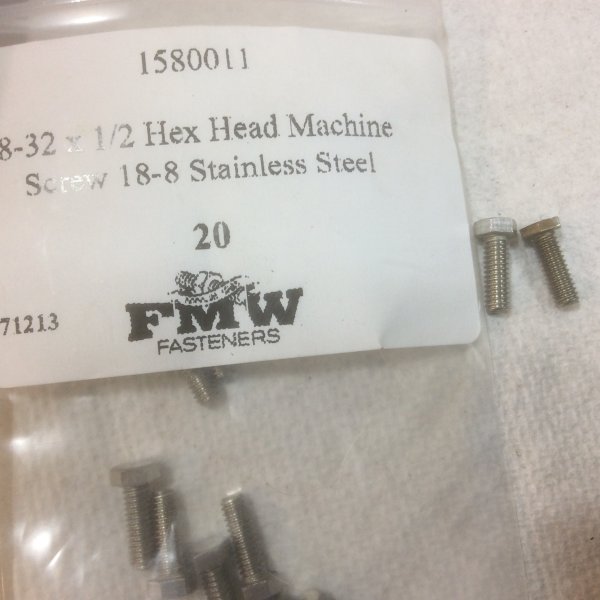 1580011
8-32 x 1/2 Hex Head Machine
Screw 18-8 Stainless Steel
20
FMW
FASTENERS
71213